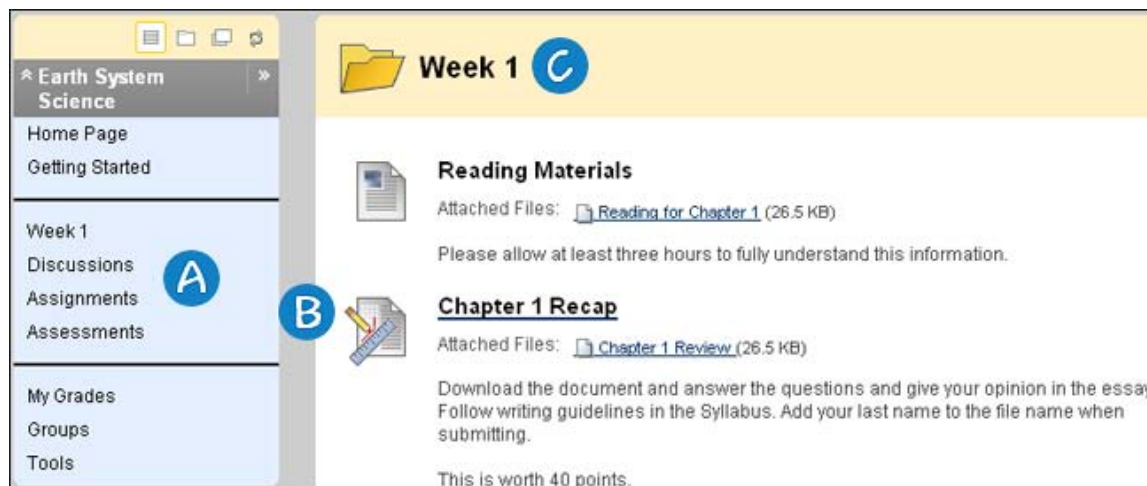 Earth System
Science
Home Page
Getting Started
Week 1
Discussions
Assignments
Assessments
A
My Grades
Groups
Tools
Week 1
C
Reading Materials
Attached Files: Reading for Chapter 1 (26.5 KB)
Please allow at least three hours to fully understand this information.
B
Chapter 1 Recap
Attached Files: Chapter 1 Review (26.5 KB)
Download the document and answer the questions and give your opinion in the essay
Follow writing guidelines in the Syllabus. Add your last name to the file name when
submitting.
This is worth 40 points.